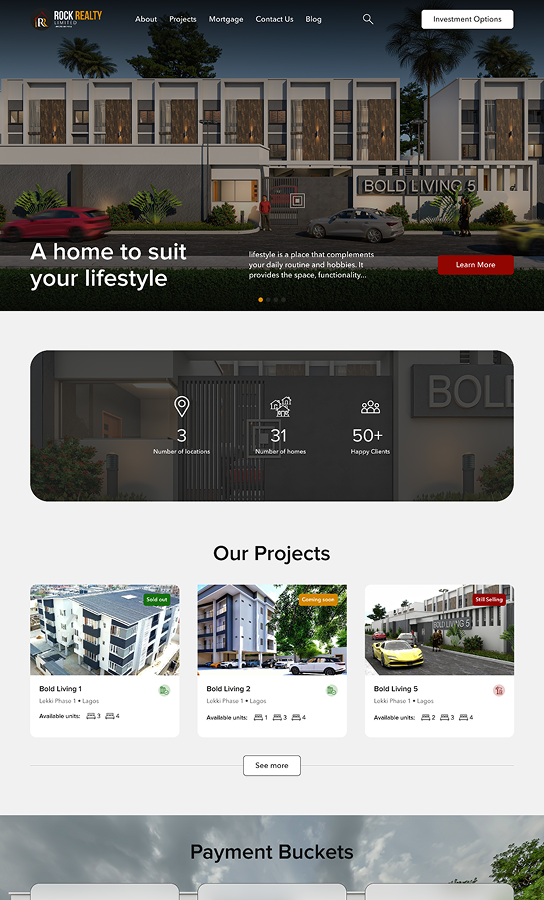 ROCK REALTY
LIMITED
About
Projects
Mortgage
Contact Us
Blog
Investment Options
BOLD LIVING 5
A home to suit
your lifestyle
lifestyle is a place that complements
your daily routine and hobbies. It
provides the space, functionality...
Learn More
BOLD
3
Number of locations
31
Number of homes
50+
Happy Clients
Our Projects
Sold out
Bold Living 1
Lekki Phase 1 • Lagos
Available units: 3 4
Coming soon
Bold Living 2
Lekki Phase 1 • Lagos
Available units: 1 3 4
BOLD LIVING 5
Still Selling
Bold Living 5
Lekki Phase 1 • Lagos
Available units: 2 3 4
See more
Payment Buckets